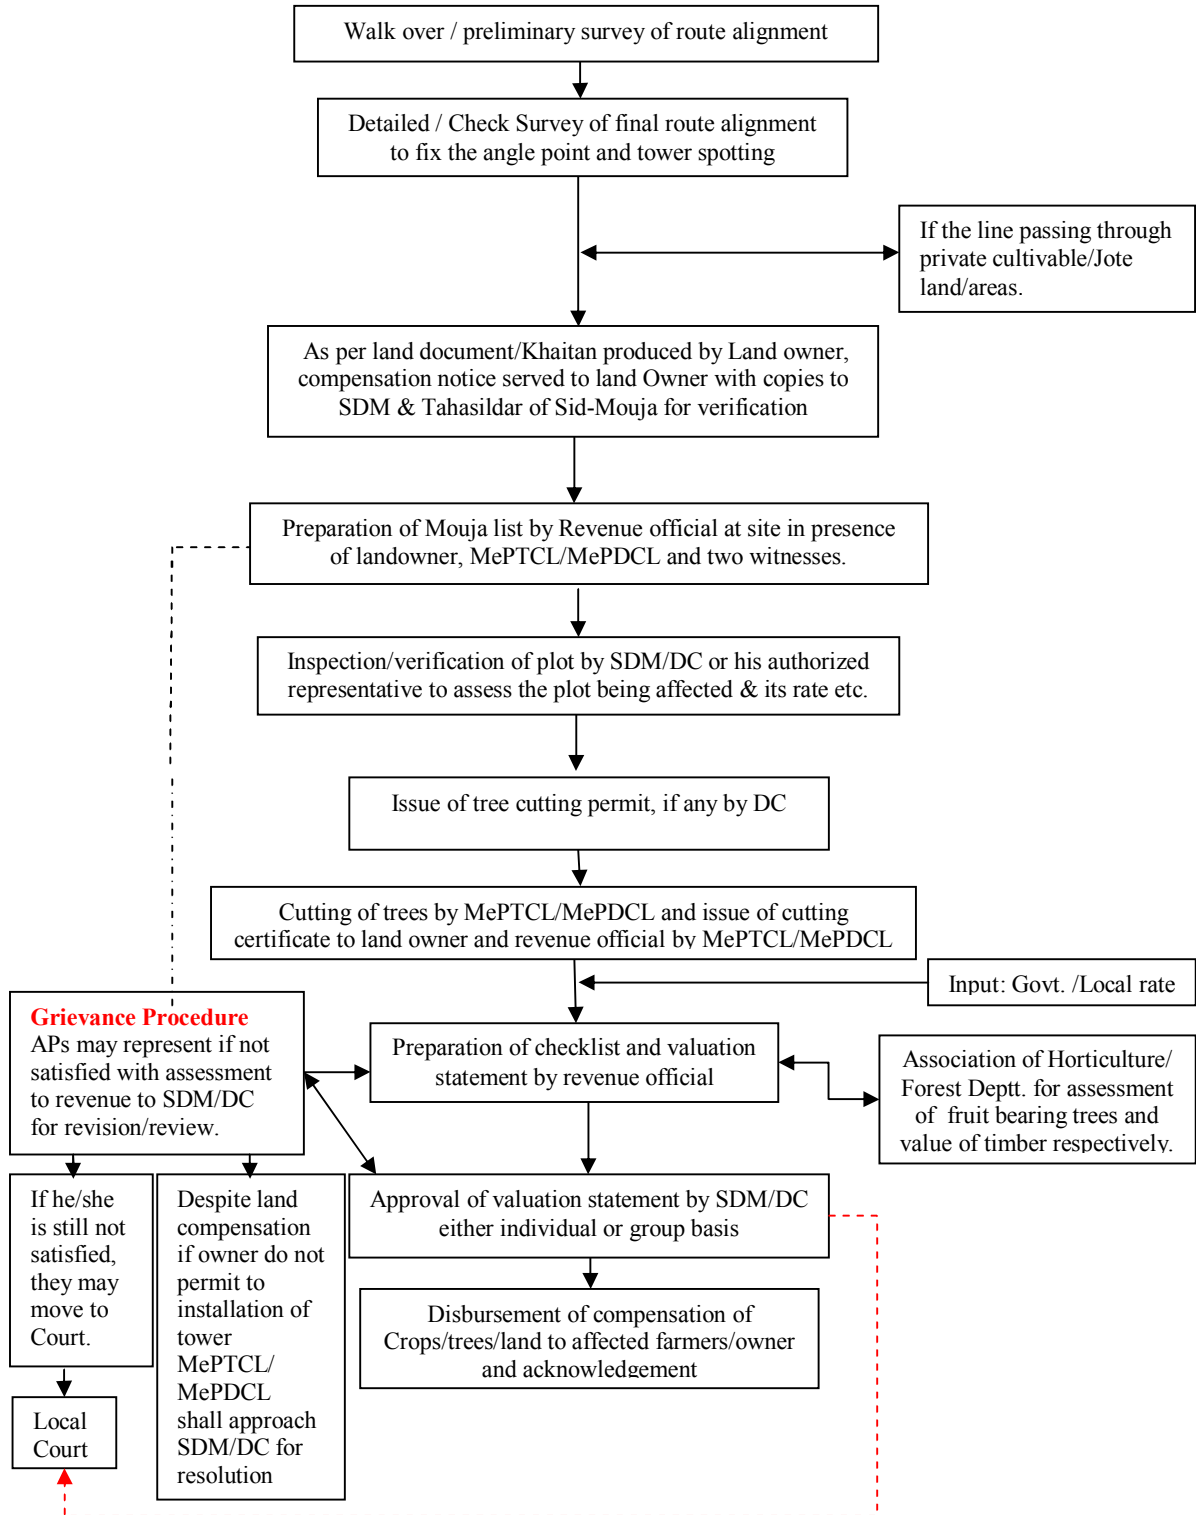 Walk over / preliminary survey of route alignment
Detailed / Check Survey of final route alignment
to fix the angle point and tower spotting
If the line passing through
private cultivable/Jote
land/areas.
As per land document/Khaitan produced by Land owner,
compensation notice served to land Owner with copies to
SDM & Tahasildar of Sid-Mouja for verification
Preparation of Mouja list by Revenue official at site in presence
of landowner, MePTCL/MePDCL and two witnesses.
Inspection/verification of plot by SDM/DC or his authorized
representative to assess the plot being affected & its rate etc.
Issue of tree cutting permit, if any by DC
Cutting of trees by MePTCL/MePDCL and issue of cutting
certificate to land owner and revenue official by MePTCL/MePDCL
Input: Govt. /Local rate
Grievance Procedure
APs may represent if not
satisfied with assessment
to revenue to SDM/DC
for revision/review.
Preparation of checklist and valuation
statement by revenue official
Association of Horticulture/
Forest Deptt. for assessment
of fruit bearing trees and
value of timber respectively.
If he/she
is still not
satisfied,
they may
move to
Court.
Despite land
compensation
if owner do not
permit to
installation of
tower
MePTCL/
MePDCL
shall approach
SDM/DC for
resolution
Approval of valuation statement by SDM/DC
either individual or group basis
Disbursement of compensation of
Crops/trees/land to affected farmers/owner
and acknowledgement
Local
Court